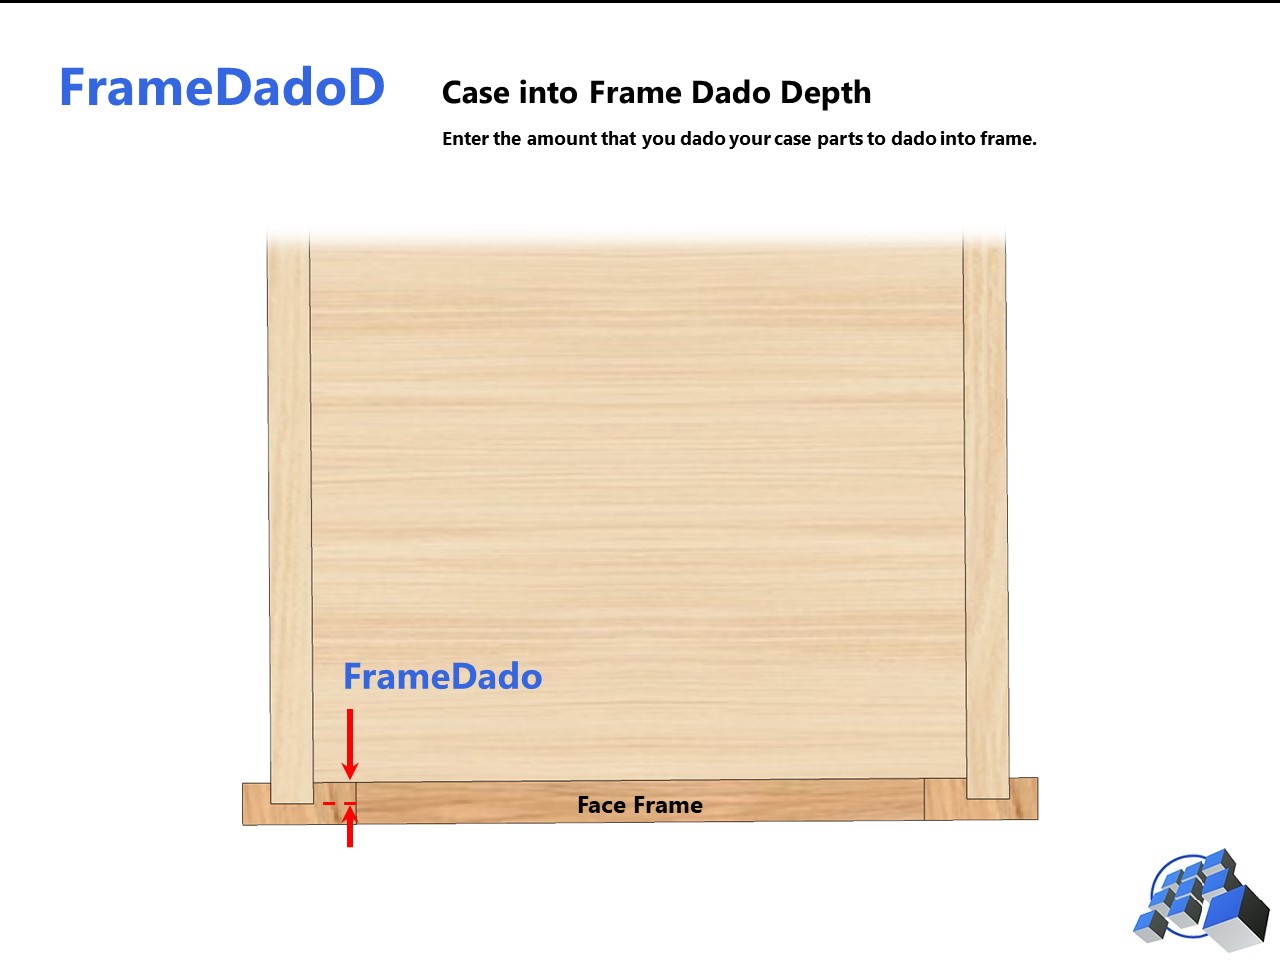 FrameDadoD
Case into Frame Dado Depth
Enter the amount that you dado your case parts to dado into frame.
FrameDado
Face Frame